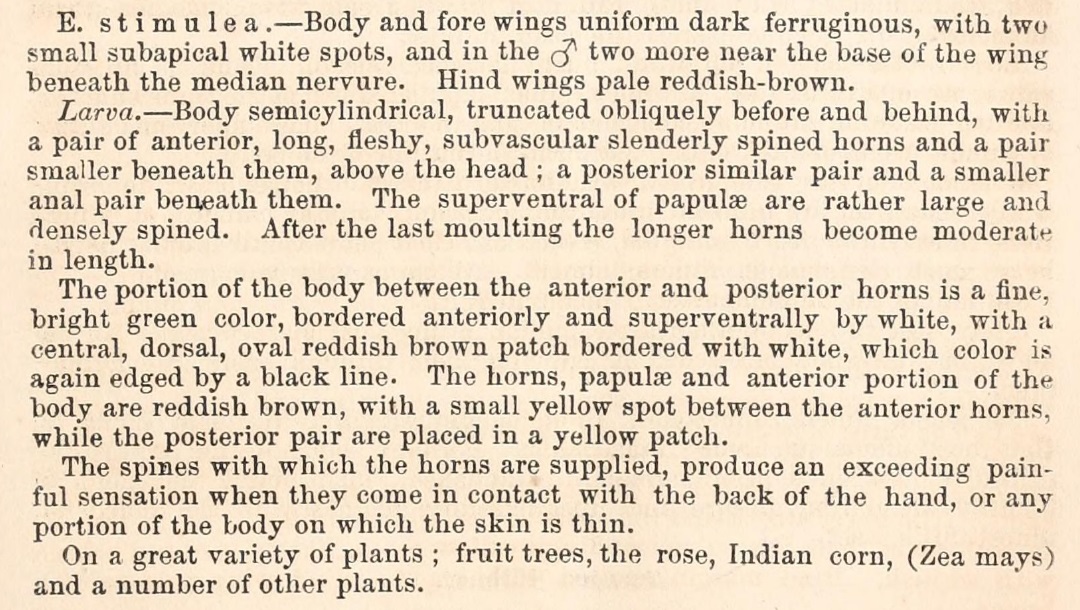 E. stimulea.—Body and fore wings uniform dark ferruginous, with two
small subapical white spots, and in the ♂ two more near the base of the wing
beneath the median nervure. Hind wings pale reddish-brown.
Larva.—Body semicylindrical, truncated obliquely before and behind, with
a pair of anterior, long, fleshy, subvascular slenderly spined horns and a pair
smaller beneath them, above the head ; a posterior similar pair and a smaller
anal pair beneath them. The superventral of papulæ are rather large and
densely spined. After the last moulting the longer horns become moderate
in length.
The portion of the body between the anterior and posterior horns is a fine,
bright green color, bordered anteriorly and superventrally by white, with a
central, dorsal, oval reddish brown patch bordered with white, which color is
again edged by a black line. The horns, papulæ and anterior portion of the
body are reddish brown, with a small yellow spot between the anterior horns,
while the posterior pair are placed in a yellow patch.
The spines with which the horns are supplied, produce an exceeding pain-
ful sensation when they come in contact with the back of the hand, or any
portion of the body on which the skin is thin.
On a great variety of plants ; fruit trees, the rose, Indian corn, (Zea mays)
and a number of other plants.